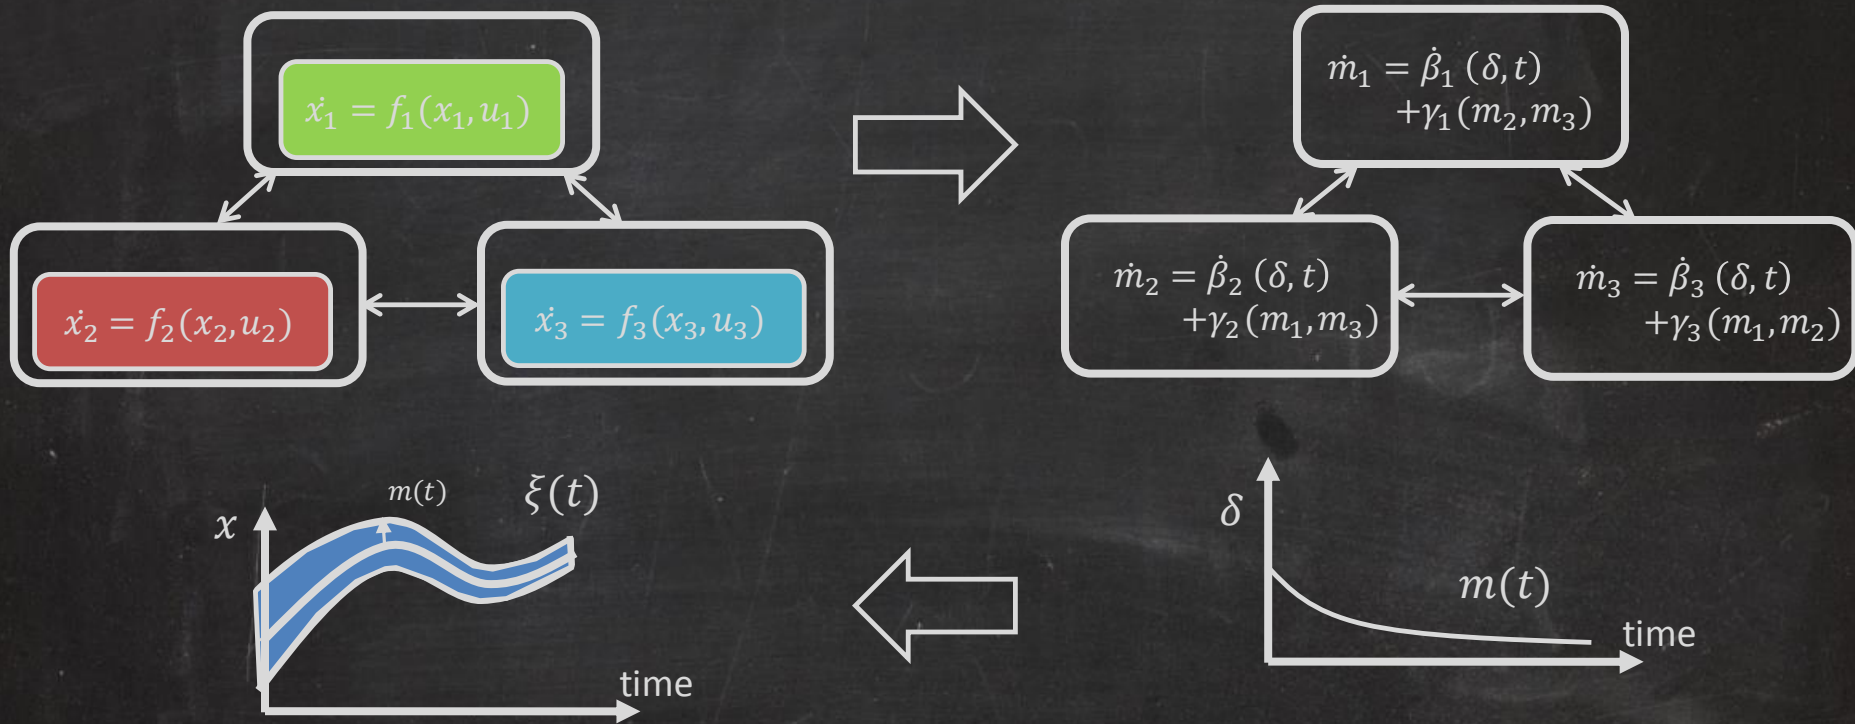 ẋ₁ = f₁(x₁, u₁)
ẋ₂ = f₂(x₂, u₂)
ẋ₃ = f₃(x₃, u₃)
ṁ₁ = β̇₁ (δ, t)
+γ₁(m₂, m₃)
ṁ₂ = β̇₂ (δ, t)
+γ₂(m₁, m₃)
ṁ₃ = β̇₃ (δ, t)
+γ₃(m₁, m₂)
x
m(t)
ξ(t)
time
δ
m(t)
time